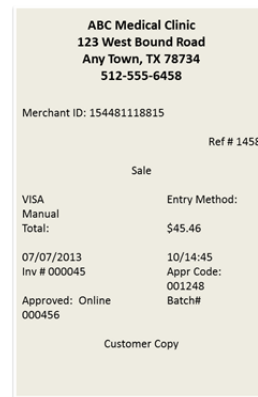 ABC Medical Clinic
123 West Bound Road
Any Town, TX 78734
512-555-6458
Merchant ID: 154481118815
Ref # 1458
Sale
VISA Entry Method:
Manual
Total: $45.46
07/07/2013 10/14:45
Inv # 000045 Appr Code:
001248
Approved: Online Batch#
000456
Customer Copy